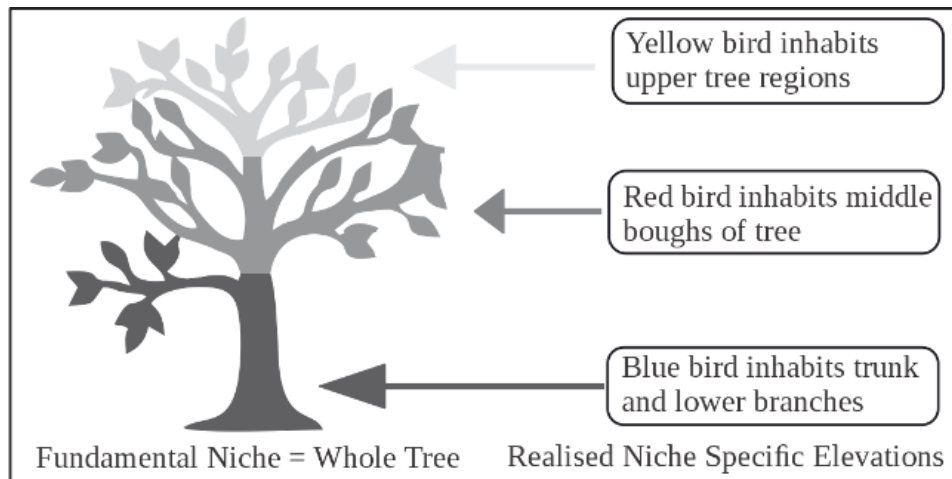 Yellow bird inhabits
upper tree regions
Red bird inhabits middle
boughs of tree
Blue bird inhabits trunk
and lower branches
Fundamental Niche = Whole Tree
Realised Niche Specific Elevations